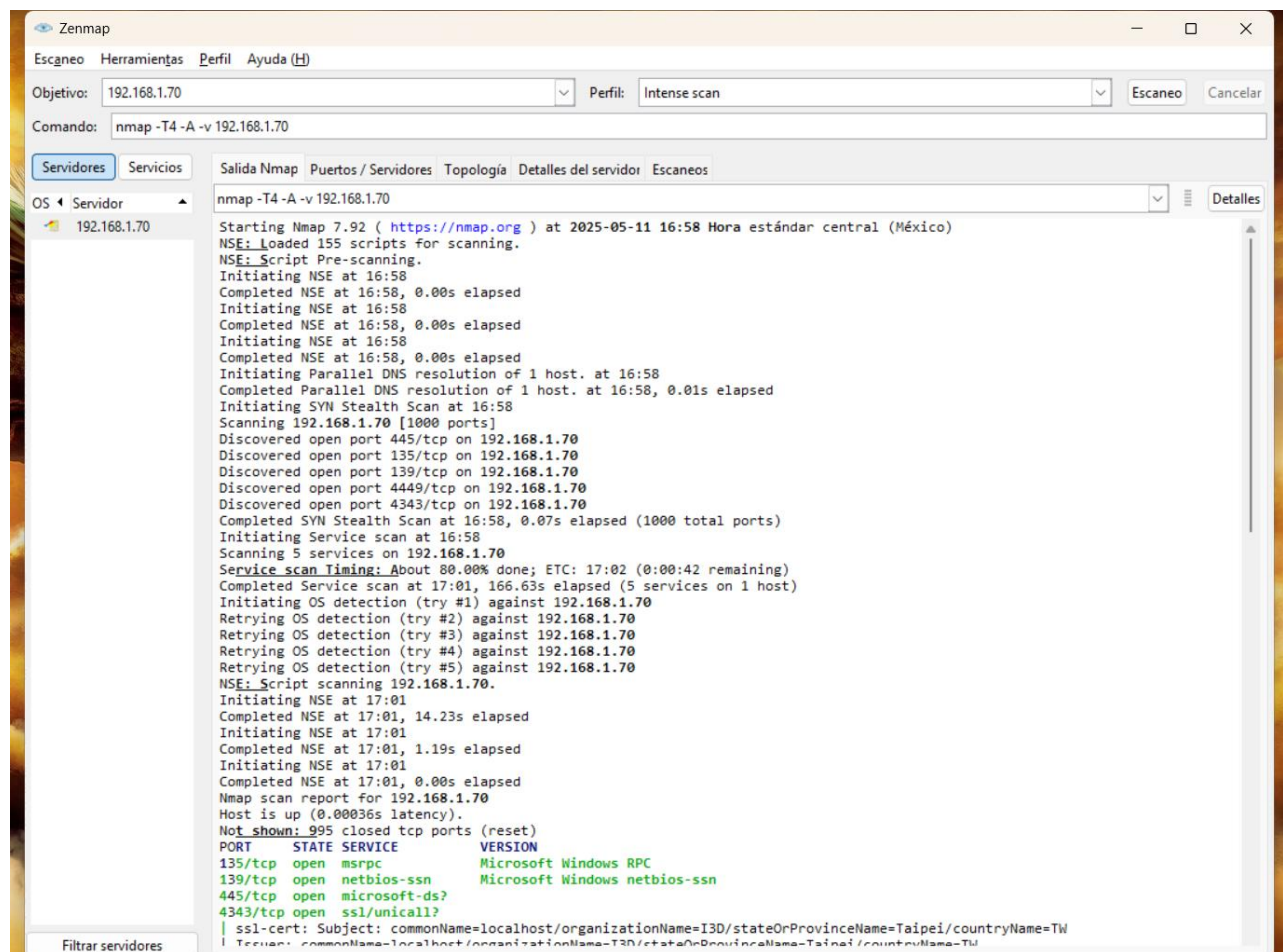 Zenmap
Escaneo Herramientas Perfil Ayuda (H)
Objetivo: 192.168.1.70 Perfil: Intense scan Escaneo Cancelar
Comando: nmap -T4 -A -v 192.168.1.70
Servidores Servicios Salida Nmap Puertos / Servidores Topología Detalles del servidor Escaneos
OS Servidor nmap -T4 -A -v 192.168.1.70 Detalles
192.168.1.70
Starting Nmap 7.92 ( https://nmap.org ) at 2025-05-11 16:58 Hora estándar central (México)
NSE: Loaded 155 scripts for scanning.
NSE: Script Pre-scanning.
Initiating NSE at 16:58
Completed NSE at 16:58, 0.00s elapsed
Initiating NSE at 16:58
Completed NSE at 16:58, 0.00s elapsed
Initiating NSE at 16:58
Completed NSE at 16:58, 0.00s elapsed
Initiating Parallel DNS resolution of 1 host. at 16:58
Completed Parallel DNS resolution of 1 host. at 16:58, 0.01s elapsed
Initiating SYN Stealth Scan at 16:58
Scanning 192.168.1.70 [1000 ports]
Discovered open port 445/tcp on 192.168.1.70
Discovered open port 135/tcp on 192.168.1.70
Discovered open port 139/tcp on 192.168.1.70
Discovered open port 4449/tcp on 192.168.1.70
Discovered open port 4343/tcp on 192.168.1.70
Completed SYN Stealth Scan at 16:58, 0.07s elapsed (1000 total ports)
Initiating Service scan at 16:58
Scanning 5 services on 192.168.1.70
Service scan Timing: About 80.00% done; ETC: 17:02 (0:00:42 remaining)
Completed Service scan at 17:01, 166.63s elapsed (5 services on 1 host)
Initiating OS detection (try #1) against 192.168.1.70
Retrying OS detection (try #2) against 192.168.1.70
Retrying OS detection (try #3) against 192.168.1.70
Retrying OS detection (try #4) against 192.168.1.70
Retrying OS detection (try #5) against 192.168.1.70
NSE: Script scanning 192.168.1.70.
Initiating NSE at 17:01
Completed NSE at 17:01, 14.23s elapsed
Initiating NSE at 17:01
Completed NSE at 17:01, 1.19s elapsed
Initiating NSE at 17:01
Completed NSE at 17:01, 0.00s elapsed
Nmap scan report for 192.168.1.70
Host is up (0.00036s latency).
Not shown: 995 closed tcp ports (reset)
PORT STATE SERVICE VERSION
135/tcp open msrpc Microsoft Windows RPC
139/tcp open netbios-ssn Microsoft Windows netbios-ssn
445/tcp open microsoft-ds?
4343/tcp open ssl/unicall?
| ssl-cert: Subject: commonName=localhost/organizationName=I3D/stateOrProvinceName=Taipei/countryName=TW
| Issuer: commonName=localhost/organizationName=I3D/stateOrProvinceName=Taipei/countryName=TW
Filtrar servidores